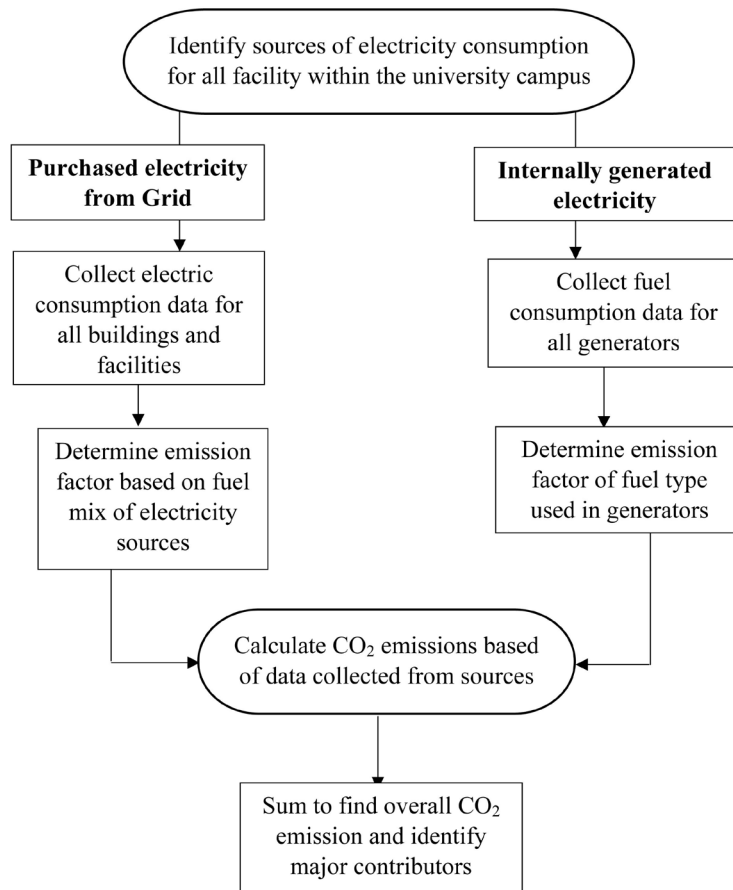 Identify sources of electricity consumption
for all facility within the university campus
Purchased electricity
from Grid
Internally generated
electricity
Collect electric
consumption data for
all buildings and
facilities
Collect fuel
consumption data for
all generators
Determine emission
factor based on fuel
mix of electricity
sources
Determine emission
factor of fuel type
used in generators
Calculate CO₂ emissions based
of data collected from sources
Sum to find overall CO₂
emission and identify
major contributors